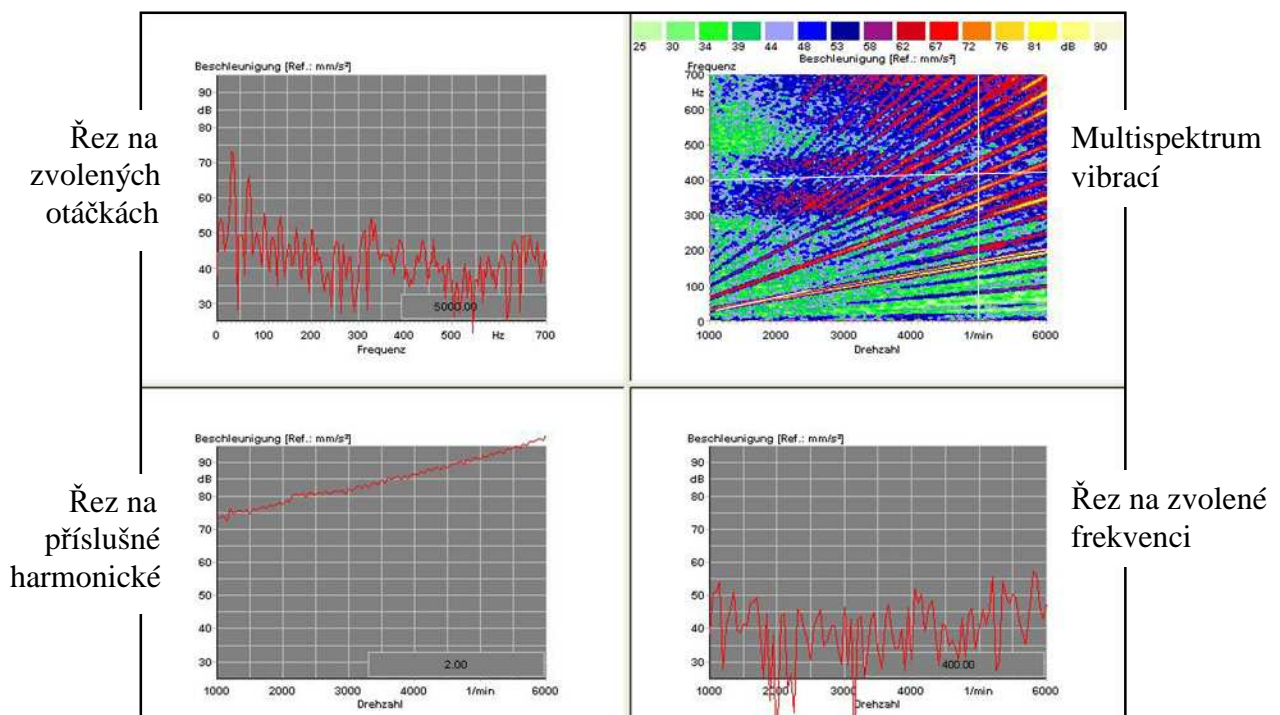 Řez na
zvolených
otáčkách
Beschleunigung [Ref.: mm/s²]
90
dB
80
70
60
50
40
30
5000.00
0 100 200 300 400 500 Hz 700
Frequenz
25 30 34 39 44 48 53 58 62 67 72 76 81 dB 90
Beschleunigung [Ref.: mm/s²]
Frequenz
700
Hz
600
500
400
300
200
100
0
1000 2000 3000 4000 1/min 6000
Drehzahl
Multispektrum
vibrací
Řez na
příslušné
harmonické
Beschleunigung [Ref.: mm/s²]
90
dB
80
70
60
50
40
30
2.00
1000 2000 3000 4000 1/min 6000
Drehzahl
Beschleunigung [Ref.: mm/s²]
90
dB
80
70
60
50
40
30
400.00
1000 2000 3000 4000 1/min 6000
Drehzahl
Řez na zvolené
frekvenci